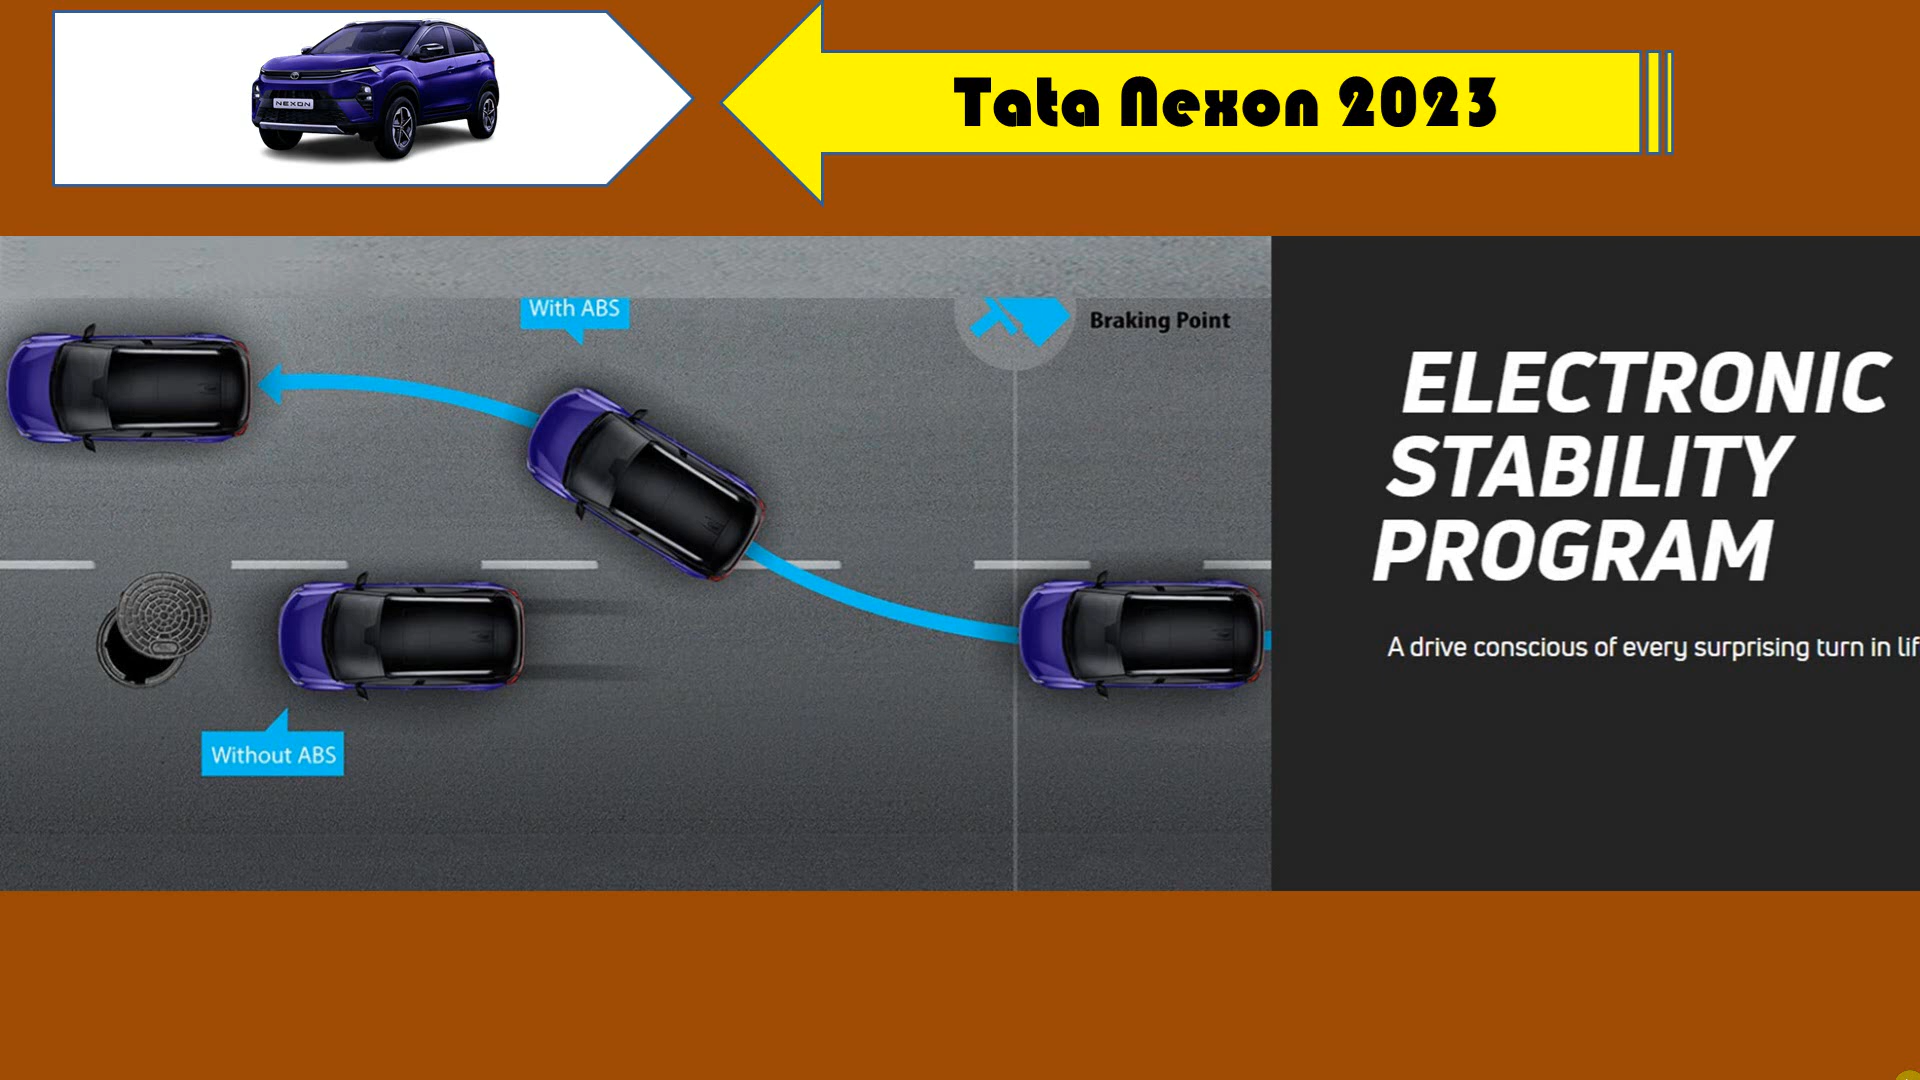 NEXON
Tata Nexon 2023
With ABS
Braking Point
Without ABS
ELECTRONIC
STABILITY
PROGRAM
A drive conscious of every surprising turn in lif